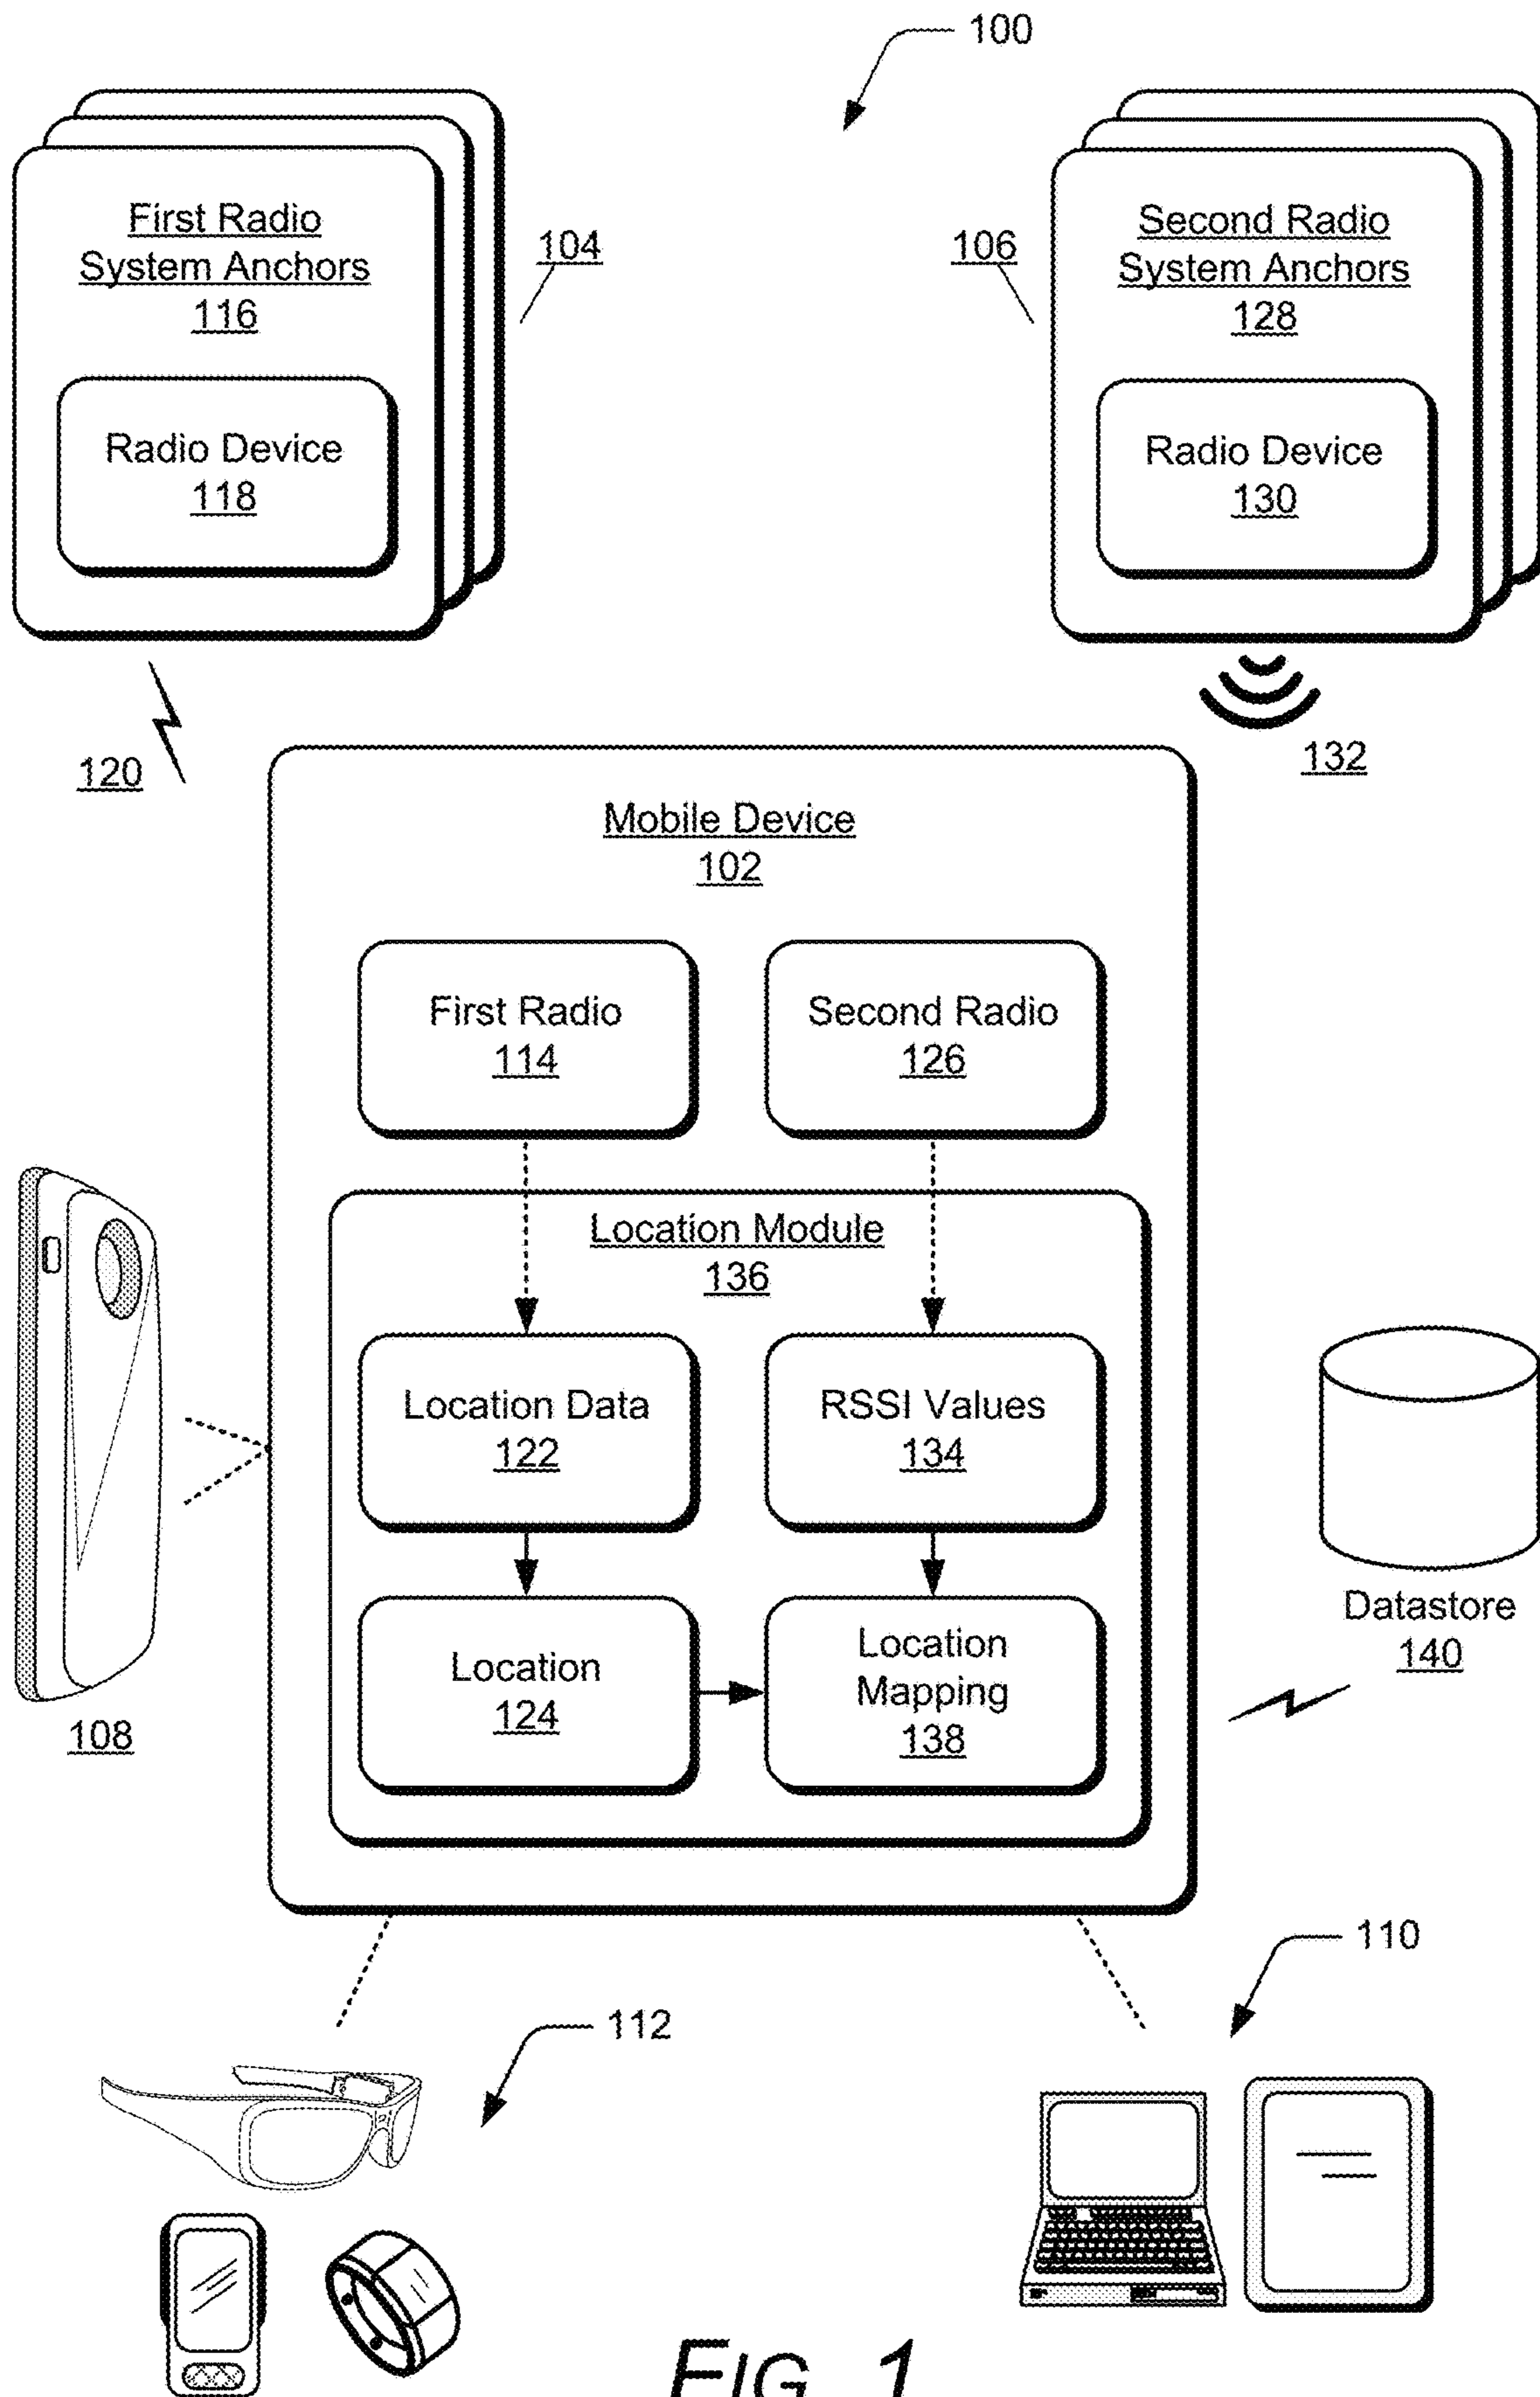 100
First Radio
System Anchors
116
104
Radio Device
118
106
Second Radio
System Anchors
128
Radio Device
130
120
132
Mobile Device
102
First Radio
114
Second Radio
126
Location Module
136
Location Data
122
RSSI Values
134
Location
124
Location
Mapping
138
108
Datastore
140
112
110
FIG. 1